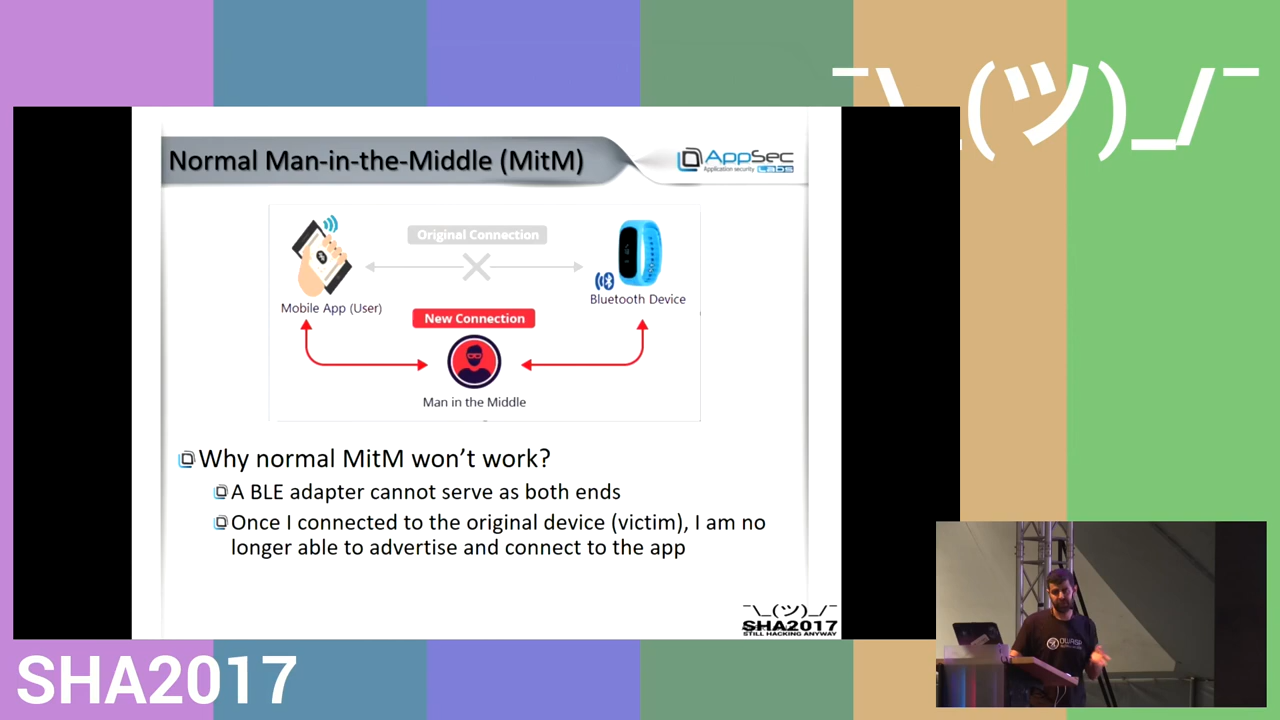 ¯\_(ツ)_/¯
Normal Man-in-the-Middle (MitM)
AppSec
Application security Labs
Original Connection
Mobile App (User)
Bluetooth Device
New Connection
Man in the Middle
Why normal MitM won’t work?
A BLE adapter cannot serve as both ends
Once I connected to the original device (victim), I am no
longer able to advertise and connect to the app
¯\_(ツ)_/¯
SHA2017
STILL HACKING ANYWAY
SHA2017
OWASP